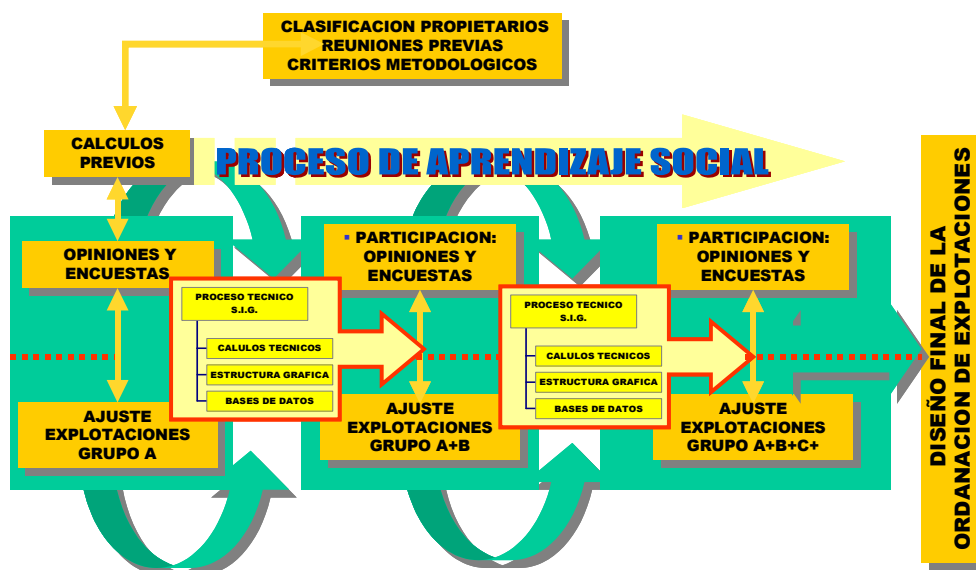 CLASIFICACION PROPIETARIOS
REUNIONES PREVIAS
CRITERIOS METODOLOGICOS
CALCULOS
PREVIOS
PROCESO DE APRENDIZAJE SOCIAL
OPINIONES Y
ENCUESTAS
PROCESO TECNICO
S.I.G.
CALULOS TECNICOS
ESTRUCTURA GRAFICA
BASES DE DATOS
AJUSTE
EXPLOTACIONES
GRUPO A
▪ PARTICIPACION:
OPINIONES Y
ENCUESTAS
PROCESO TECNICO
S.I.G.
CALULOS TECNICOS
ESTRUCTURA GRAFICA
BASES DE DATOS
AJUSTE
EXPLOTACIONES
GRUPO A+B
▪ PARTICIPACION:
OPINIONES Y
ENCUESTAS
AJUSTE
EXPLOTACIONES
GRUPO A+B+C+
DISEÑO FINAL DE LA
ORDANACION DE EXPLOTACIONES